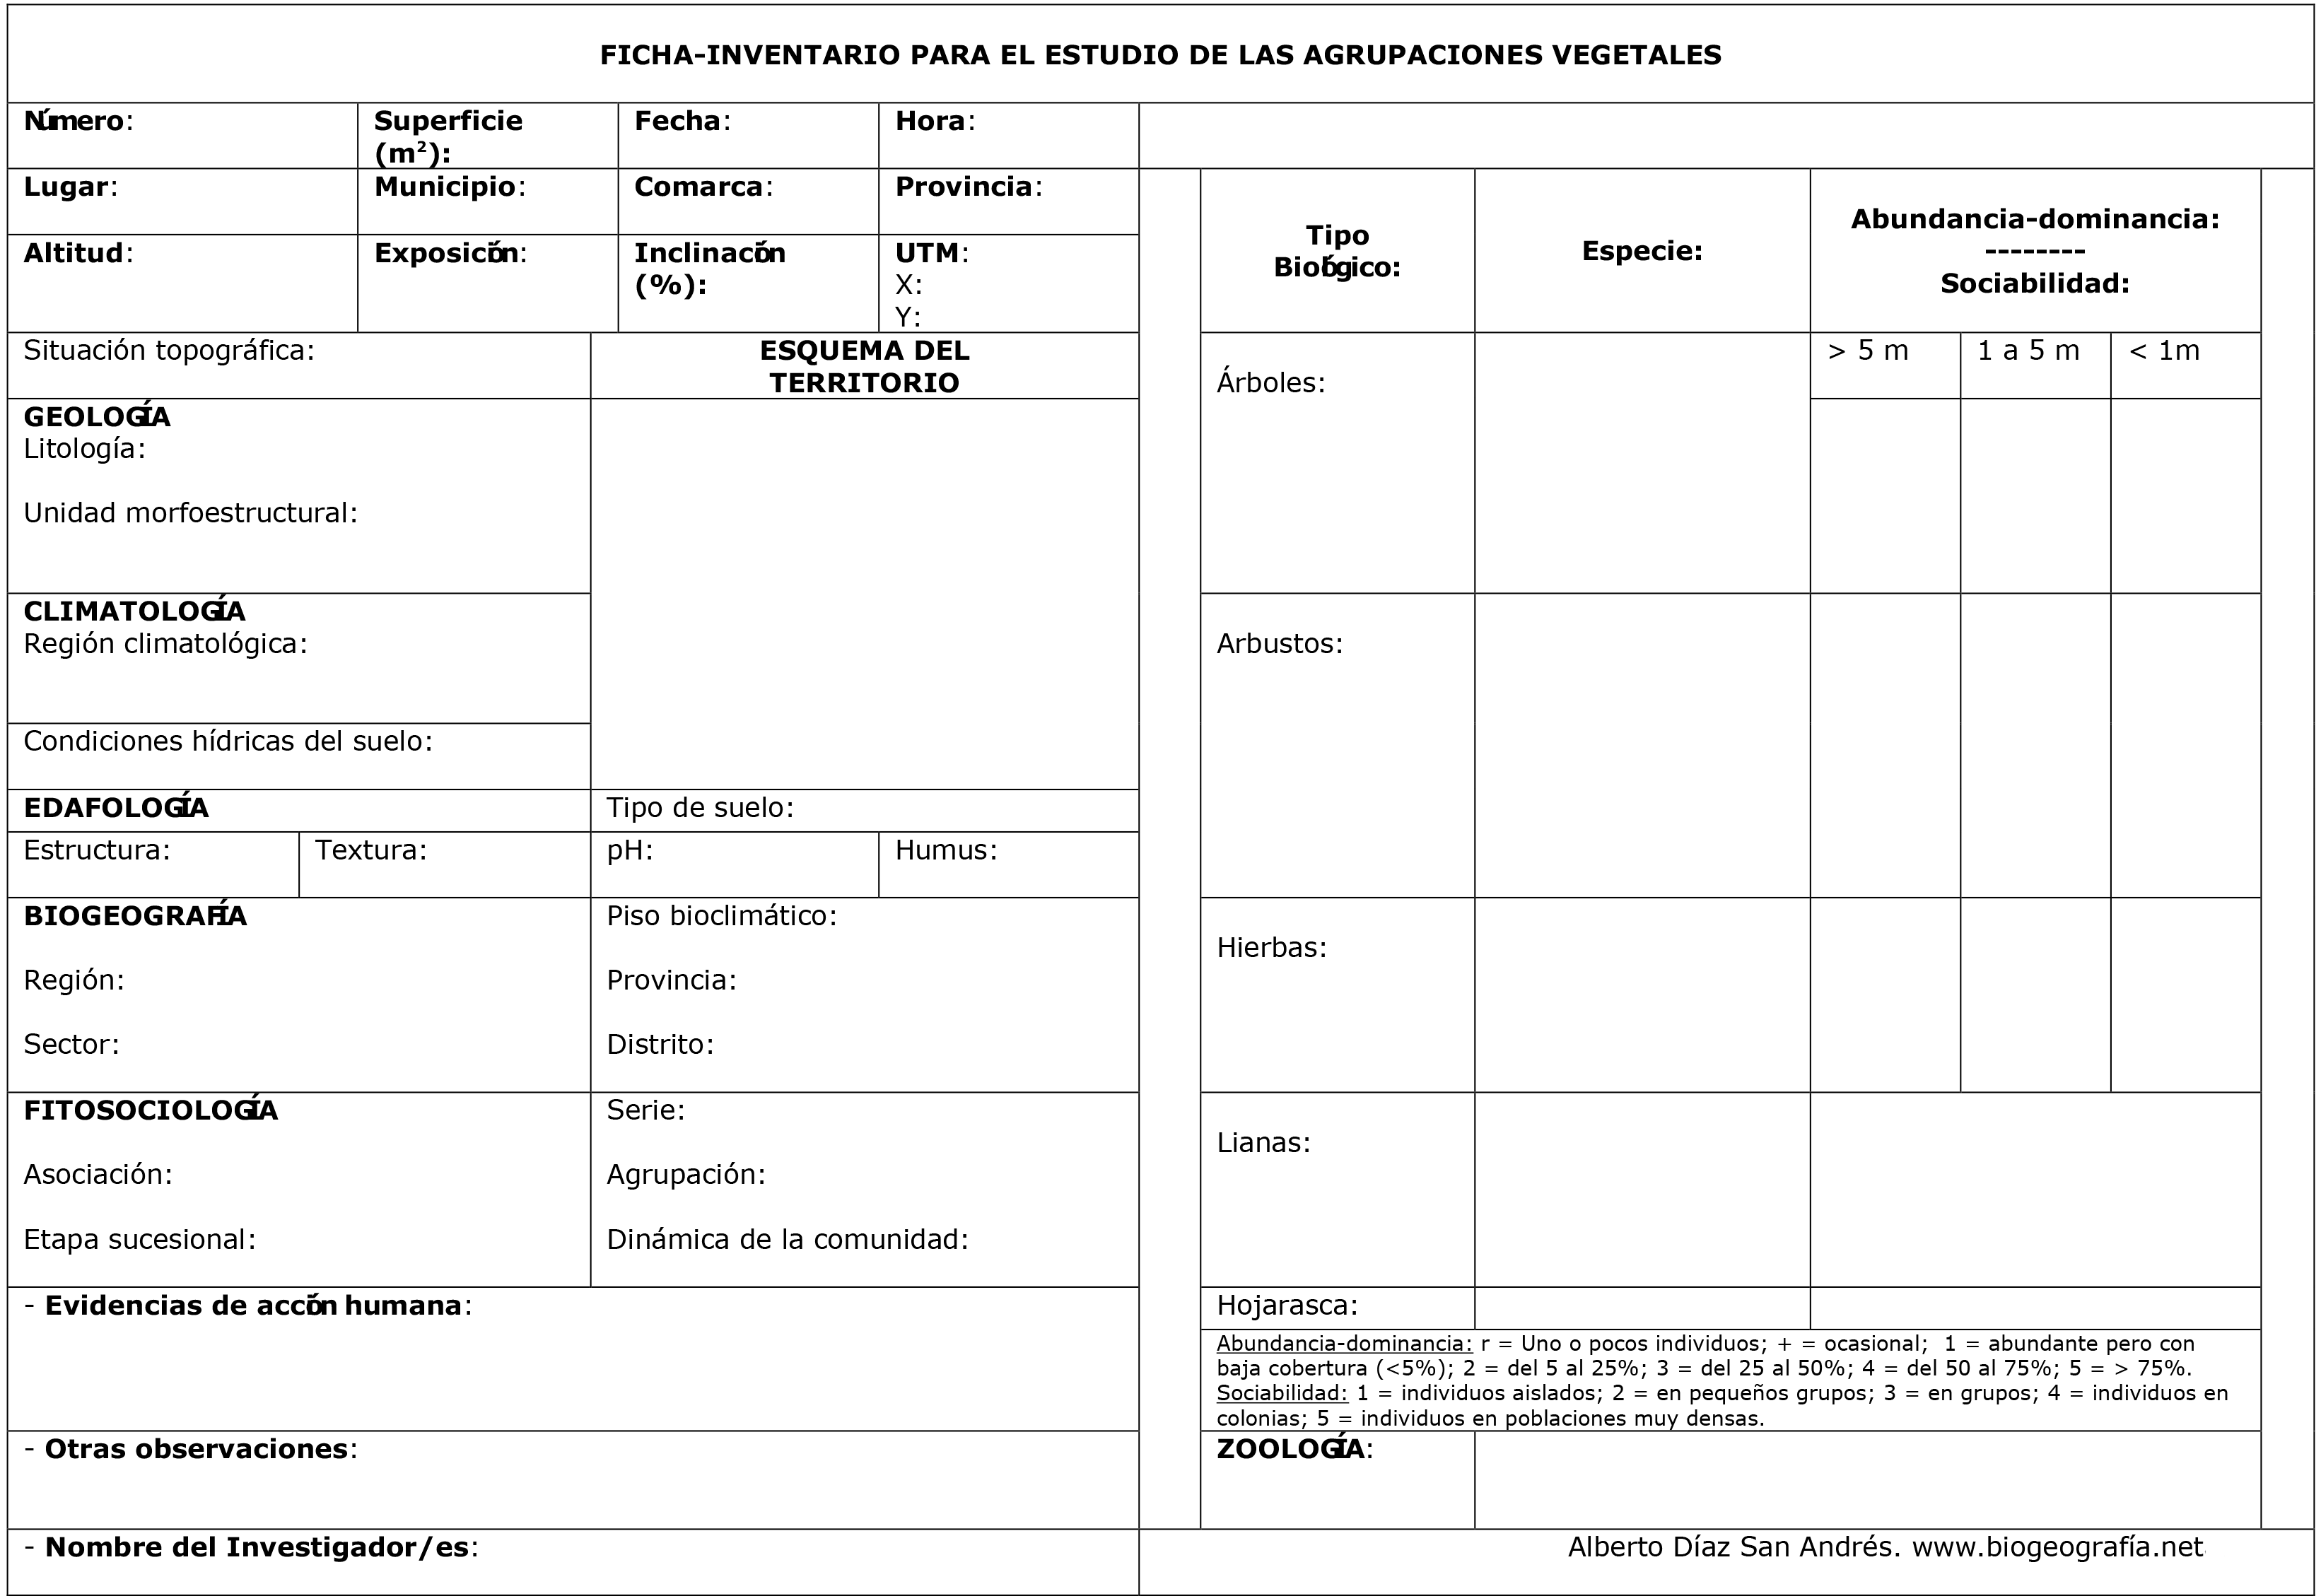 FICHA-INVENTARIO PARA EL ESTUDIO DE LAS AGRUPACIONES VEGETALES
Número:
Superficie
(m²):
Fecha:
Hora:
Lugar:
Municipio:
Comarca:
Provincia:
Altitud:
Exposición:
Inclinación
(%):
UTM:
X:
Y:
Situación topográfica:
ESQUEMA DEL
TERRITORIO
GEOLOGÍA
Litología:
Unidad morfoestructural:
CLIMATOLOGÍA
Región climatológica:
Condiciones hídricas del suelo:
EDAFOLOGÍA
Tipo de suelo:
Estructura:
Textura:
pH:
Humus:
BIOGEOGRAFÍA
Piso bioclimático:
Región:
Provincia:
Sector:
Distrito:
FITOSOCIOLOGÍA
Serie:
Asociación:
Agrupación:
Etapa sucesional:
Dinámica de la comunidad:
- Evidencias de acción humana:
- Otras observaciones:
- Nombre del Investigador/es:
Tipo
Biológico:
Especie:
Abundancia-dominancia:
--------
Sociabilidad:
Árboles:
> 5 m
1 a 5 m
< 1m
Arbustos:
Hierbas:
Lianas:
Hojarasca:
Abundancia-dominancia: r = Uno o pocos individuos; + = ocasional;  1 = abundante pero con
baja cobertura (<5%); 2 = del 5 al 25%; 3 = del 25 al 50%; 4 = del 50 al 75%; 5 = > 75%.
Sociabilidad: 1 = individuos aislados; 2 = en pequeños grupos; 3 = en grupos; 4 = individuos en
colonias; 5 = individuos en poblaciones muy densas.
ZOOLOGÍA:
Alberto Díaz San Andrés. www.biogeografía.net